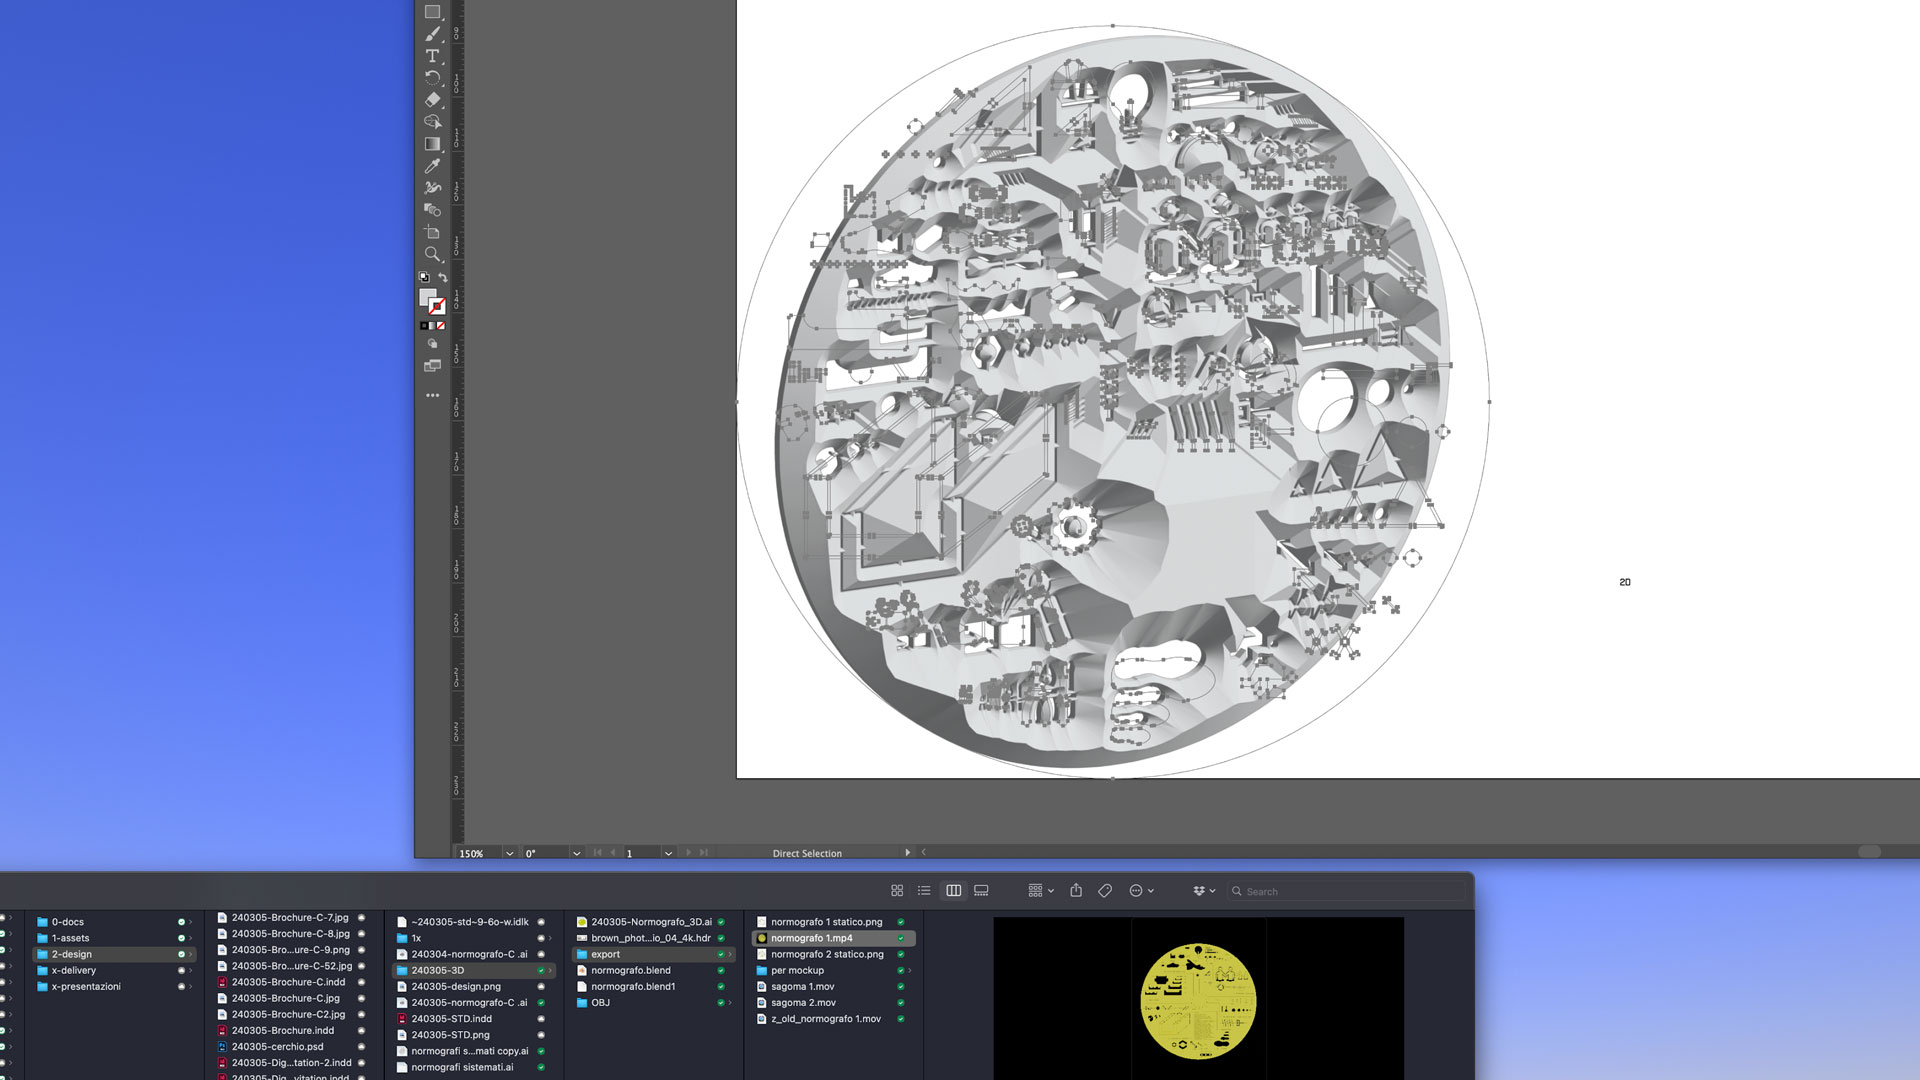 20
150%
0°
1
Direct Selection
Search
0-docs
1-assets
2-design
x-delivery
x-presentazioni
240305-Brochure-C-7.jpg
240305-Brochure-C-8.jpg
240305-Bro...ure-C-9.png
240305-Bro...ure-C-52.jpg
240305-Brochure-C.indd
240305-Brochure-C.jpg
240305-Brochure-C2.jpg
240305-Brochure.indd
240305-cerchio.psd
240305-Dig...tation-2.indd
240305-Dig...vitation.indd
~240305-std~9-6o-w.idlk
1x
240404-normografo-C .ai
240305-3D
240305-design.png
240305-normografo-C .ai
240305-STD.indd
240305-STD.png
normografi s...mati copy.ai
normografi sistemati.ai
240305-Normografo_3D.ai
brown_phot...io_04_4k.hdr
export
normografo.blend
normografo.blend1
OBJ
normografo 1 statico.png
normografo 1.mp4
normografo 2 statico.png
per mockup
sagoma 1.mov
sagoma 2.mov
z_old_normografo 1.mov